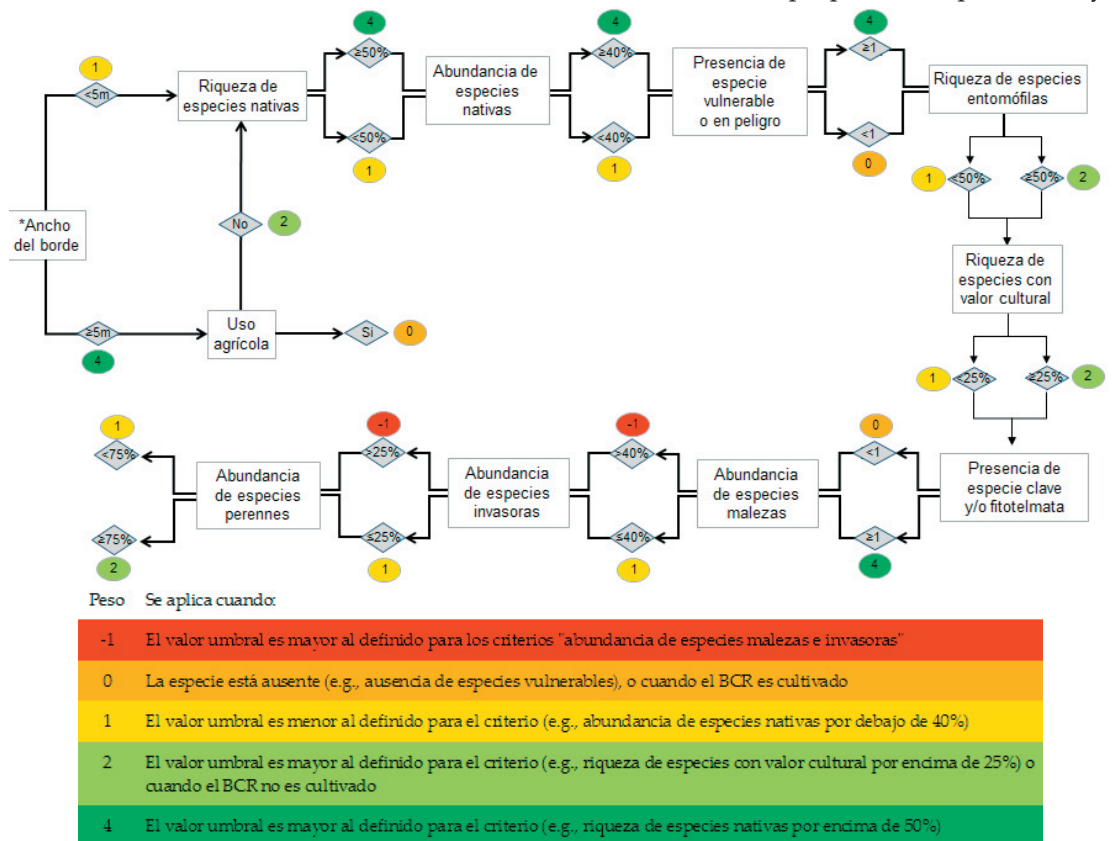 4
4
4
1
≥50%
≥40%
≥1
<5m
Riqueza de
especies nativas
Abundancia de
especies
nativas
Presencia de
especie
vulnerable
o en peligro
Riqueza de especies
entomófilas
<50%
<40%
<1
1
1
0
1
<50%
≥50%
2
*Ancho
del borde
No
2
Riqueza de
especies con
valor cultural
≥5m
4
Uso
agrícola
Si
0
1
<25%
≥25%
2
1
-1
-1
0
<75%
>25%
>40%
<1
Abundancia
de especies
perennes
Abundancia
de especies
invasoras
Abundancia
de especies
malezas
Presencia de
especie clave
y/o fitotelmata
≥75%
≤25%
≤40%
≥1
2
1
1
4
Peso Se aplica cuando:
-1 El valor umbral es mayor al definido para los criterios "abundancia de especies malezas e invasoras"
0 La especie está ausente (e.g., ausencia de especies vulnerables), o cuando el BCR es cultivado
1 El valor umbral es menor al definido para el criterio (e.g., abundancia de especies nativas por debajo de 40%)
2 El valor umbral es mayor al definido para el criterio (e.g., riqueza de especies con valor cultural por encima de 25%) o
cuando el BCR no es cultivado
4 El valor umbral es mayor al definido para el criterio (e.g., riqueza de especies nativas por encima de 50%)